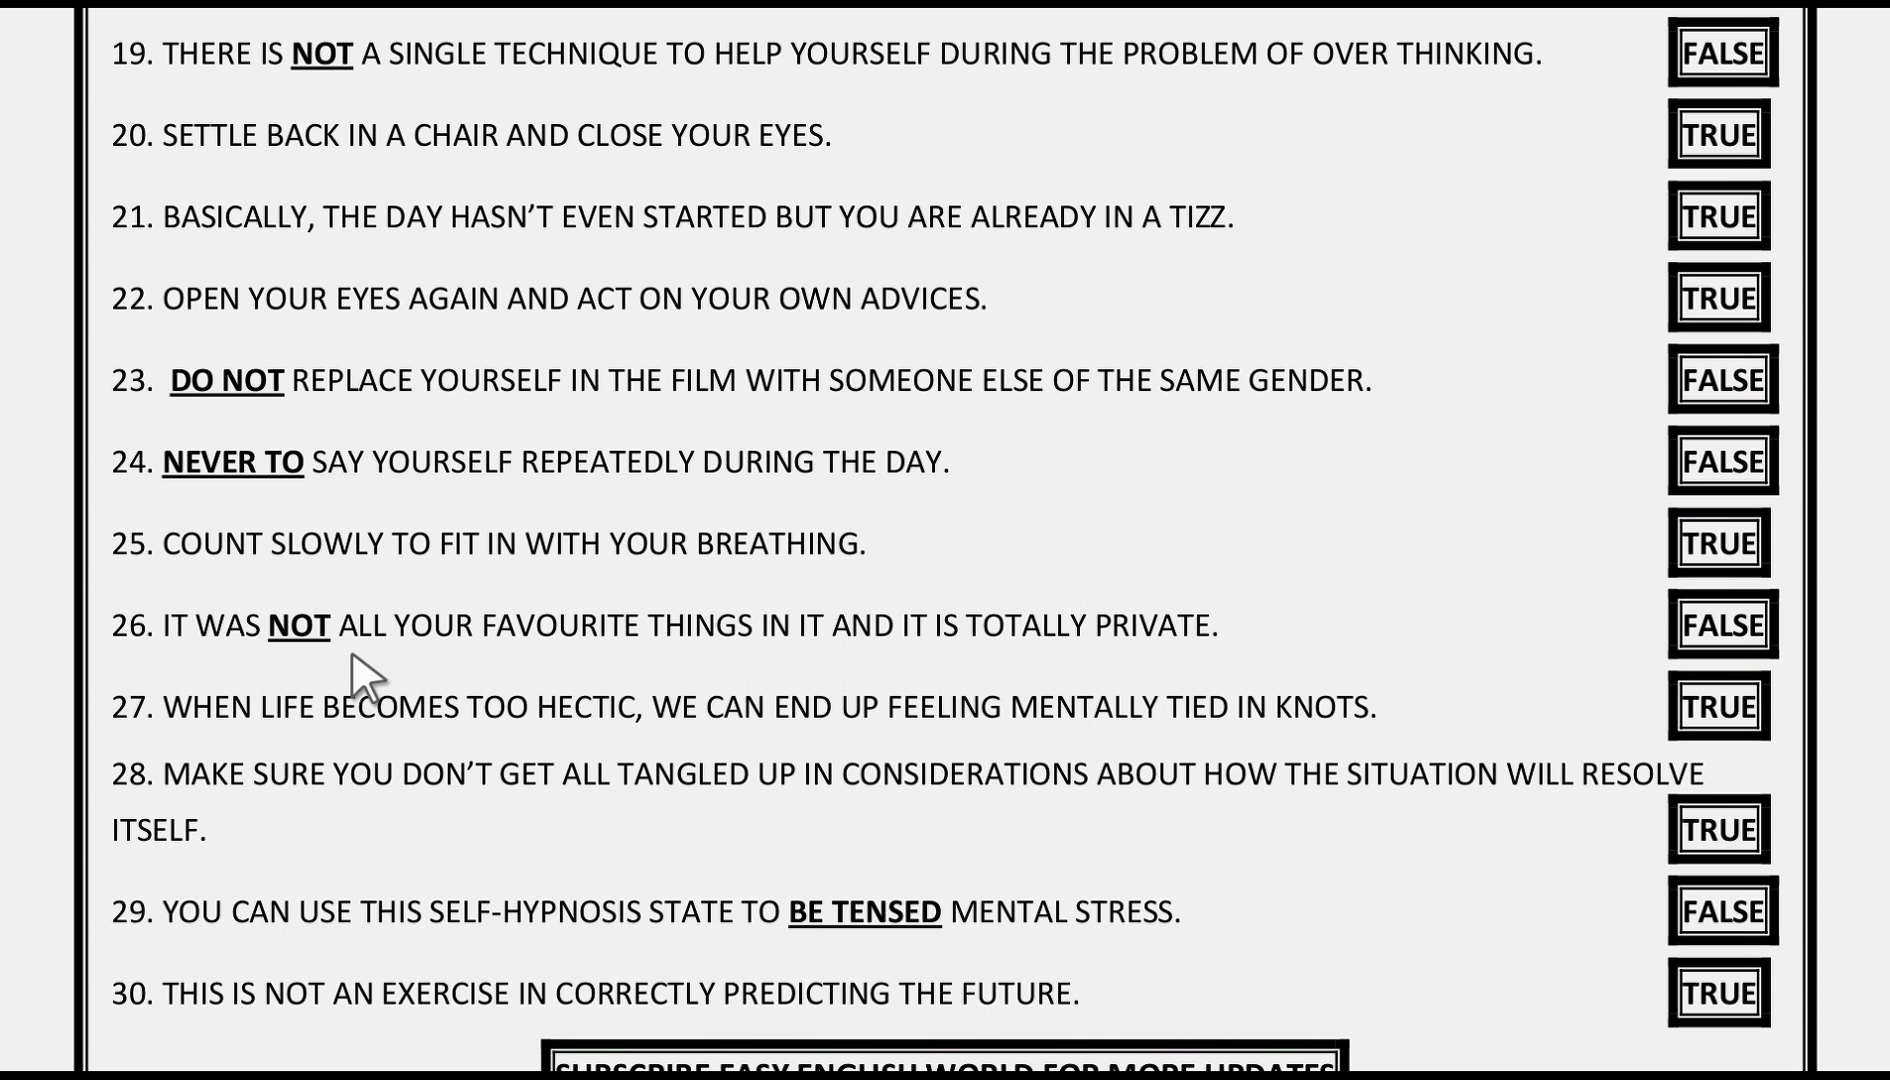 19. THERE IS NOT A SINGLE TECHNIQUE TO HELP YOURSELF DURING THE PROBLEM OF OVER THINKING. FALSE
20. SETTLE BACK IN A CHAIR AND CLOSE YOUR EYES. TRUE
21. BASICALLY, THE DAY HASN’T EVEN STARTED BUT YOU ARE ALREADY IN A TIZZ. TRUE
22. OPEN YOUR EYES AGAIN AND ACT ON YOUR OWN ADVICES. TRUE
23. DO NOT REPLACE YOURSELF IN THE FILM WITH SOMEONE ELSE OF THE SAME GENDER. FALSE
24. NEVER TO SAY YOURSELF REPEATEDLY DURING THE DAY. FALSE
25. COUNT SLOWLY TO FIT IN WITH YOUR BREATHING. TRUE
26. IT WAS NOT ALL YOUR FAVOURITE THINGS IN IT AND IT IS TOTALLY PRIVATE. FALSE
27. WHEN LIFE BECOMES TOO HECTIC, WE CAN END UP FEELING MENTALLY TIED IN KNOTS. TRUE
28. MAKE SURE YOU DON’T GET ALL TANGLED UP IN CONSIDERATIONS ABOUT HOW THE SITUATION WILL RESOLVE
ITSELF. TRUE
29. YOU CAN USE THIS SELF-HYPNOSIS STATE TO BE TENSED MENTAL STRESS. FALSE
30. THIS IS NOT AN EXERCISE IN CORRECTLY PREDICTING THE FUTURE. TRUE
SUBSCRIBE EASY ENGLISH WORLD FOR MORE UPDATES